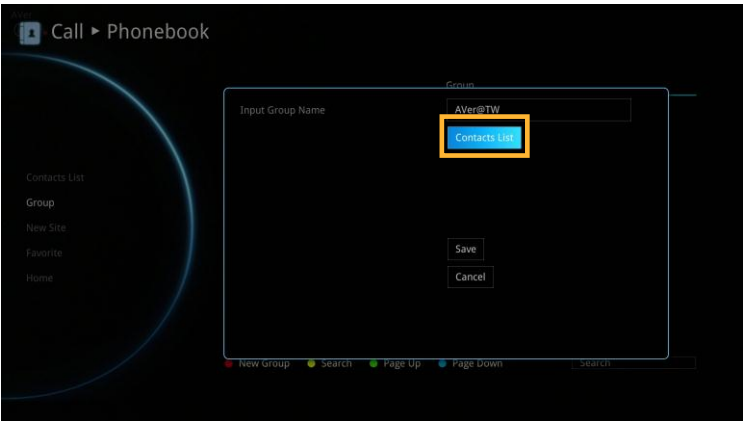 AVer
Call ▸ Phonebook
Group
Input Group Name
AVer@TW
Contacts List
Contacts List
Group
New Site
Favorite
Home
Save
Cancel
New Group Search Page Up Page Down Search